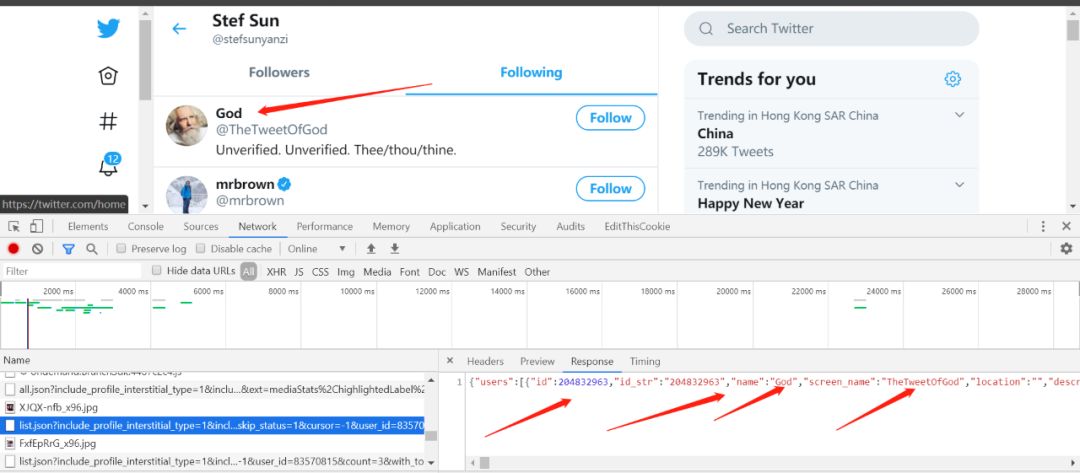 Stef Sun
@stefsunyanzi
Followers
Following
God
@TheTweetOfGod
Unverified. Unverified. Thee/thou/thine.
Follow
mrbrown
@mrbrown
Follow
12
Search Twitter
Trends for you
Trending in Hong Kong SAR China
China
289K Tweets
Trending in Hong Kong SAR China
Happy New Year
https://twitter.com/home
Elements Console Sources Network Performance Memory Application Security Audits EditThisCookie
Preserve log Disable cache Online
Filter Hide data URLs All XHR JS CSS Img Media Font Doc WS Manifest Other
2000 ms 4000 ms 6000 ms 8000 ms 10000 ms 12000 ms 14000 ms 16000 ms 18000 ms 20000 ms 22000 ms 24000 ms 26000 ms 28000 ms
Name
all.json?include_profile_interstitial_type=1&inclu...&ext=mediaStats%2ChighlightedLabel%2
XJQX-nfb_x96.jpg
list.json?include_profile_interstitial_type=1&incl...skip_status=1&cursor=-1&user_id=83570
FxfEpRrG_x96.jpg
list.json?include_profile_interstitial_type=1&incl...-1&user_id=83570815&count=3&with_to
Headers Preview Response Timing
1 {"users":[{"id":204832963,"id_str":"204832963","name":"God","screen_name":"TheTweetOfGod","location":"","descr